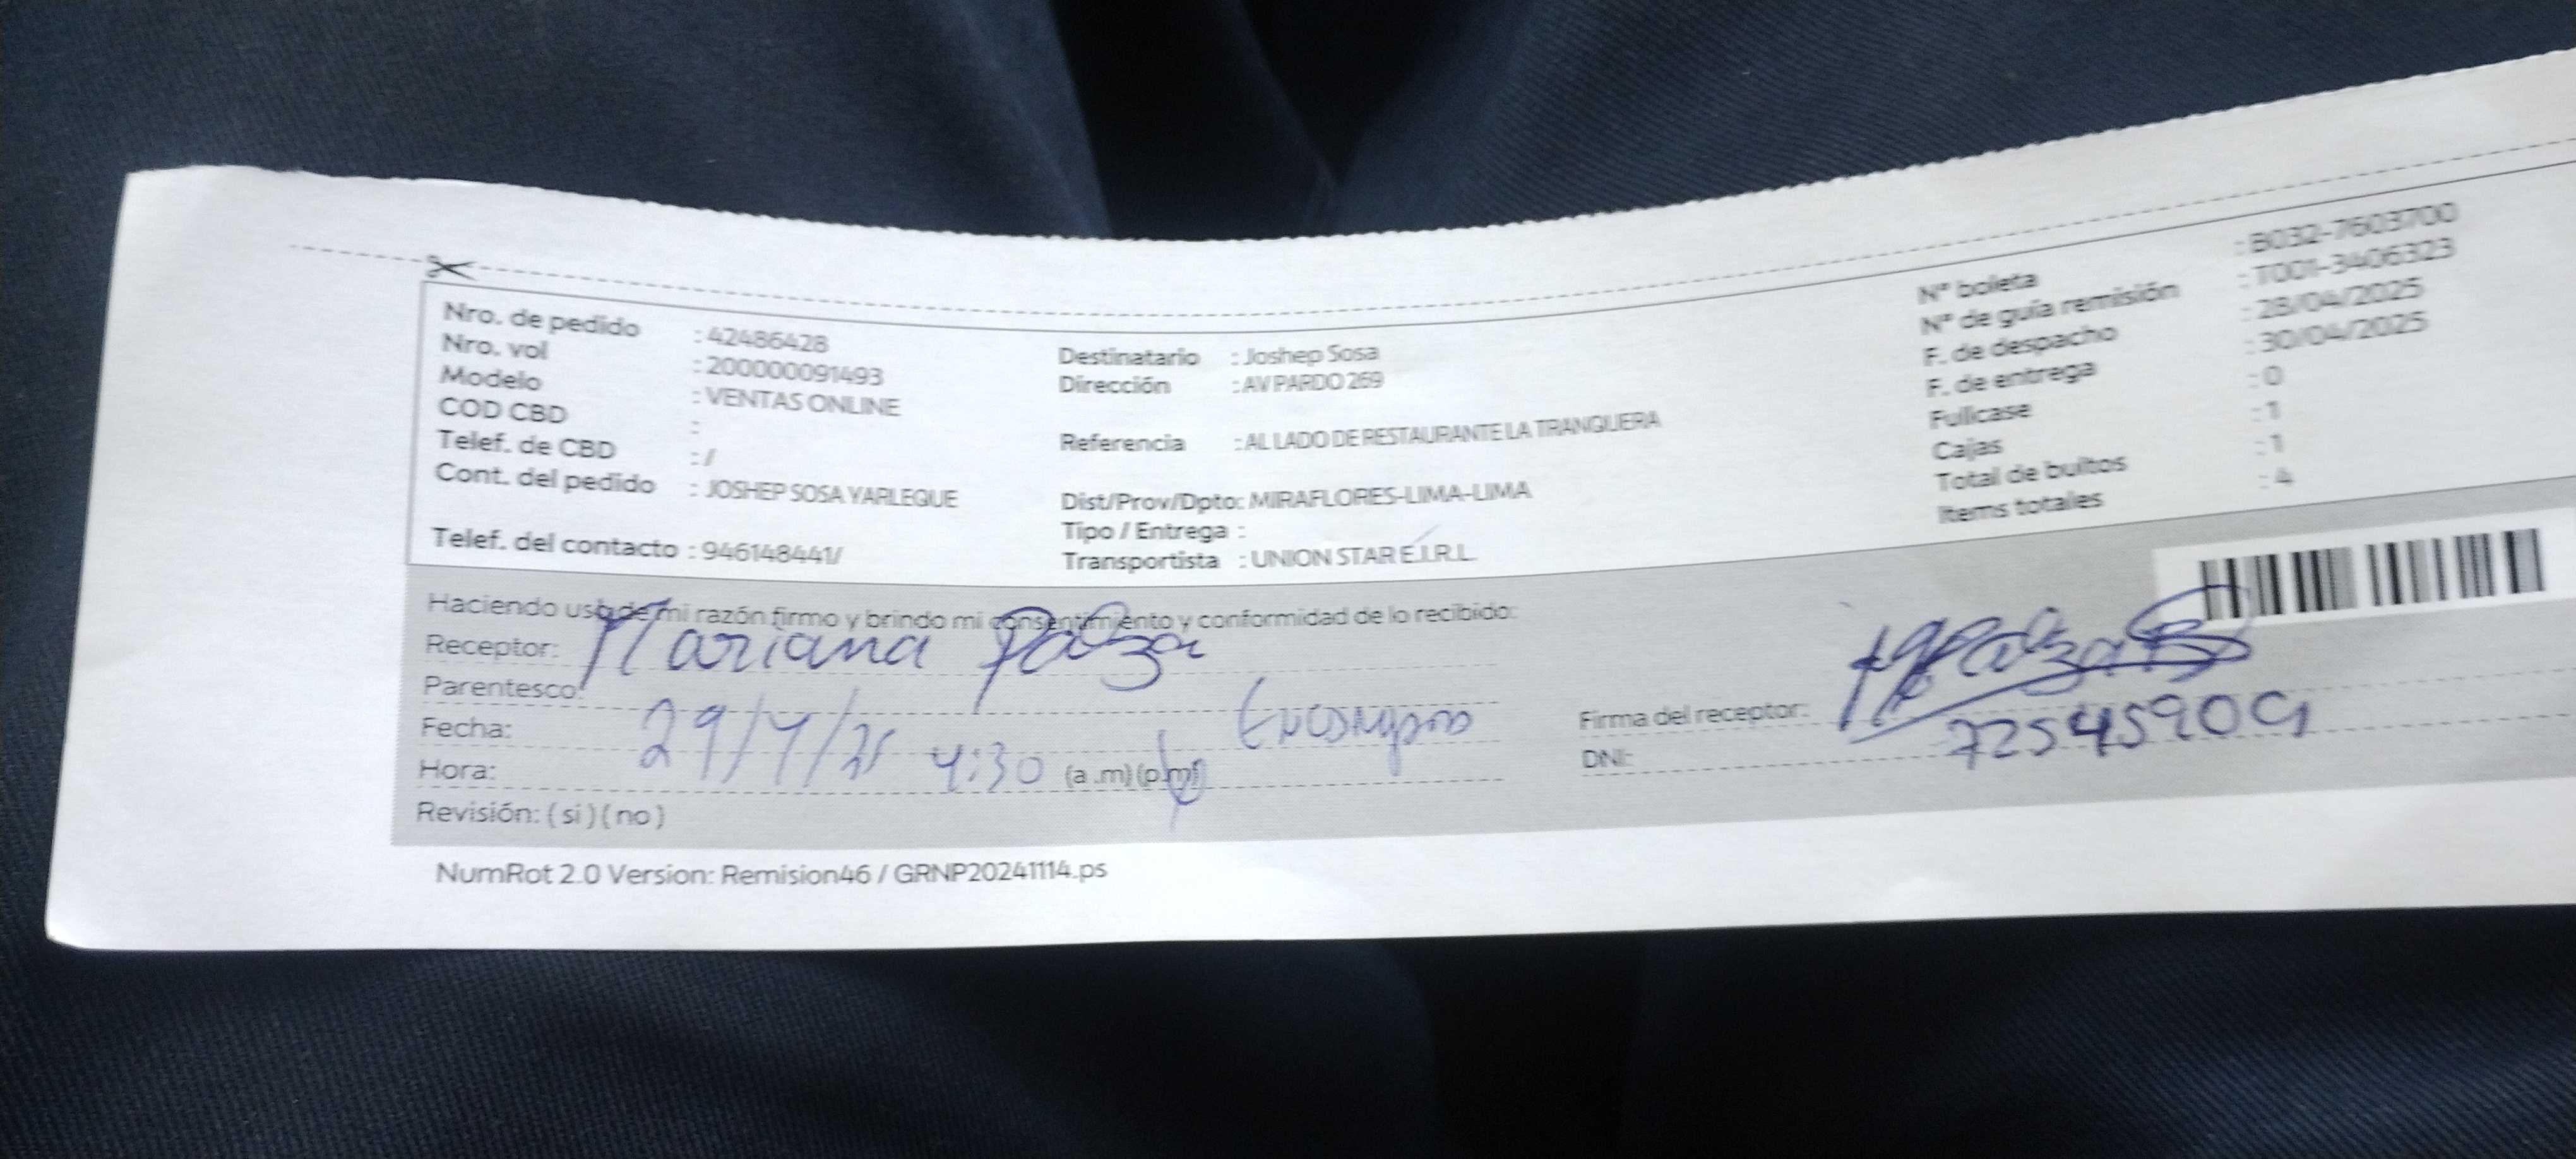 Nro. de pedido : 42486428
Nro. vol : 200000091493
Modelo : VENTAS ONLINE
COD CBD :
Telef. de CBD : /
Cont. del pedido : JOSHEP SOSA YARLEQUE
Telef. del contacto : 946148441/
Destinatario : Joshep Sosa
Dirección : AV PARDO 269
Referencia : AL LADO DE RESTAURANTE LA TRANQUERA
Dist/Prov/Dpto: MIRAFLORES-LIMA-LIMA
Tipo / Entrega :
Transportista : UNION STAR E.I.R.L.
N° boleta : B032-7603700
N° de guía remisión : T001-3406323
F. de despacho : 28/04/2025
F. de entrega : 30/04/2025
Fullcase : 0
Cajas : 1
Total de bultos : 1
Items totales : 4
Haciendo uso de mi razón firmo y brindo mi consentimiento y conformidad de lo recibido:
Receptor: Mariana
Parentesco:
Fecha: 29/4/25
Hora: 4:30 (a .m) (p.m)
Revisión: ( si ) ( no )
Firma del receptor:
DNI: 72545909
NumRot 2.0 Version: Remision46 / GRNP20241114.ps